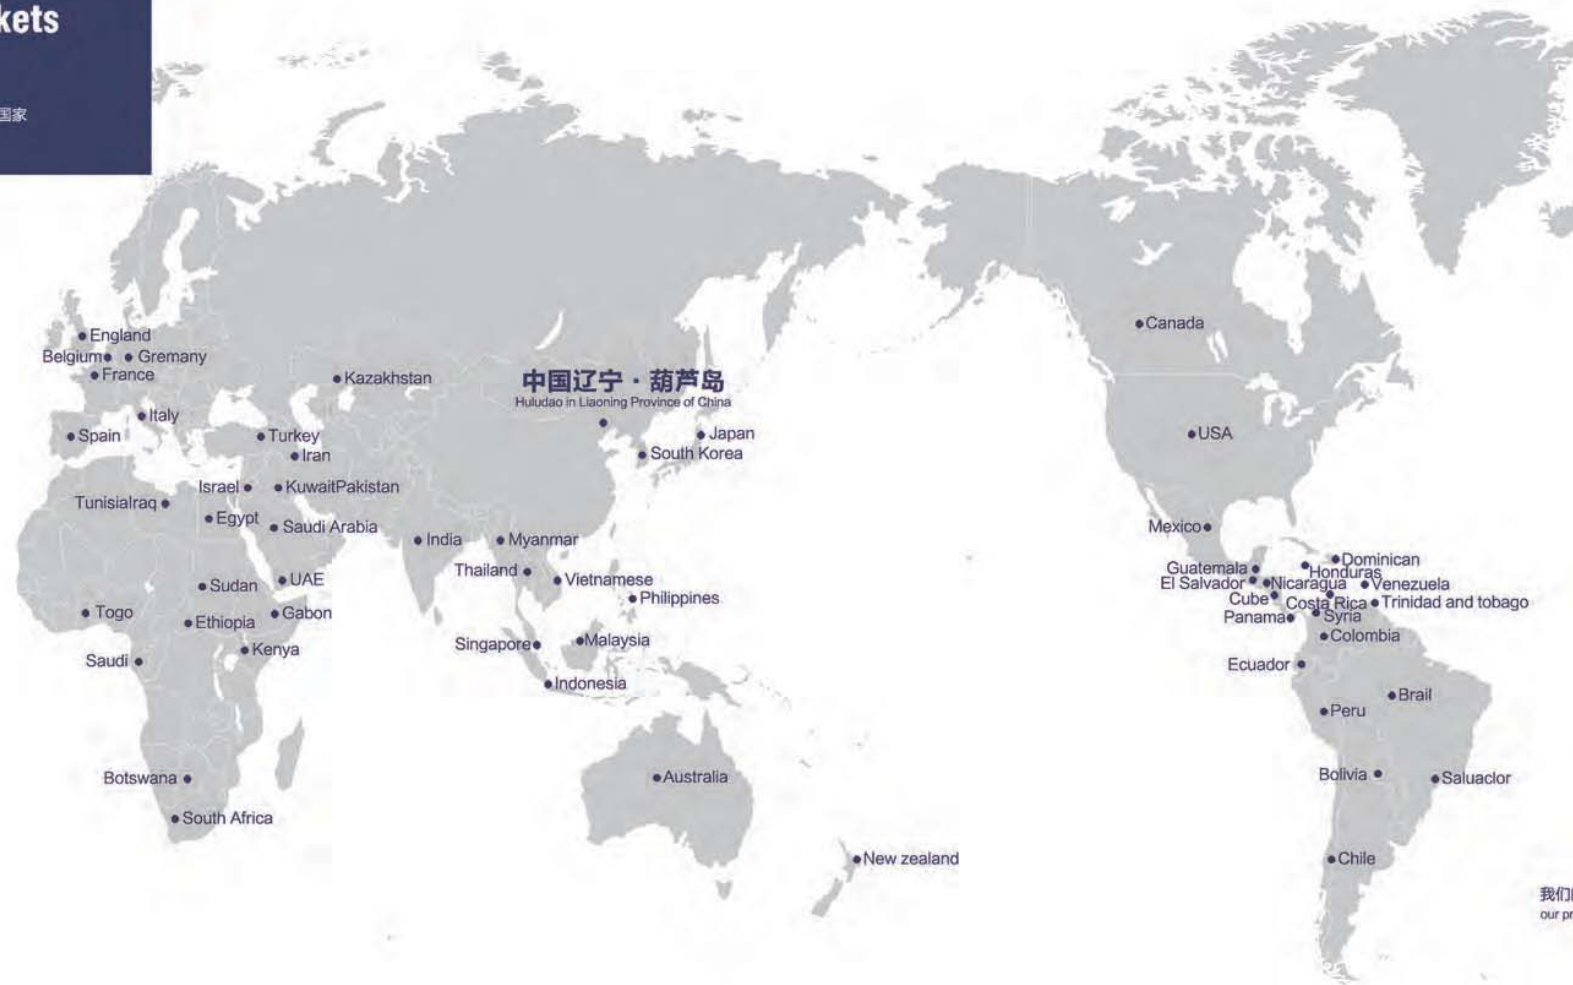 kets
国家
England
Belgium
Gremany
France
Kazakhstan
中国辽宁·葫芦岛
Huludao in Liaoning Province of China
Italy
Spain
Turkey
Iran
Japan
South Korea
Israel
KuwaitPakistan
TunisiaIraq
Egypt
Saudi Arabia
India
Myanmar
Thailand
Vietnamese
Philippines
Sudan
UAE
Togo
Ethiopia
Gabon
Kenya
Saudi
Singapore
Malaysia
Indonesia
Botswana
South Africa
Australia
New zealand
Canada
USA
Mexico
Dominican
Guatemala
Honduras
El Salvador
Nicaragua
Venezuela
Cube
Costa Rica
Trinidad and tobago
Panama
Syria
Colombia
Ecuador
Brail
Peru
Bolivia
Saluaclor
Chile
我们
our pr